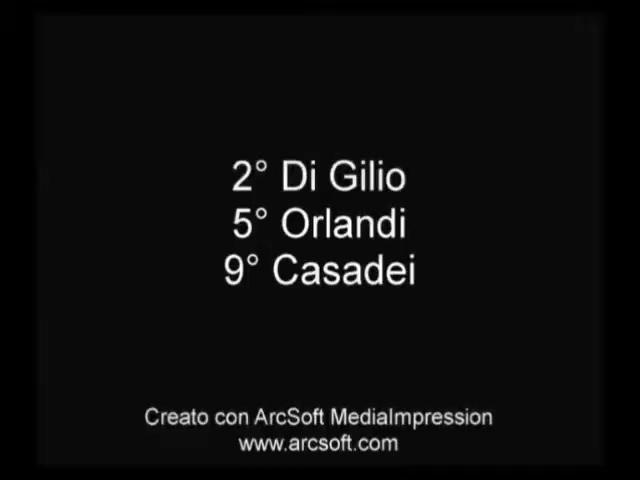 2° Di Gilio
5° Orlandi
9° Casadei
Creato con ArcSoft MediaImpression
www.arcsoft.com